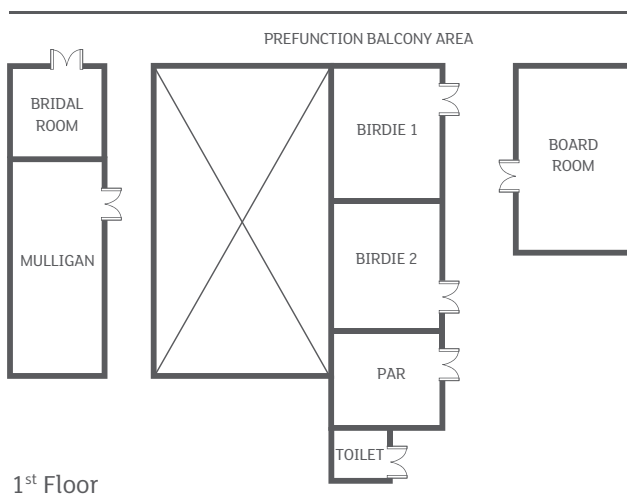 PREFUNCTION BALCONY AREA
BRIDAL
ROOM
BIRDIE 1
BOARD
ROOM
MULLIGAN
BIRDIE 2
PAR
TOILET
1st Floor